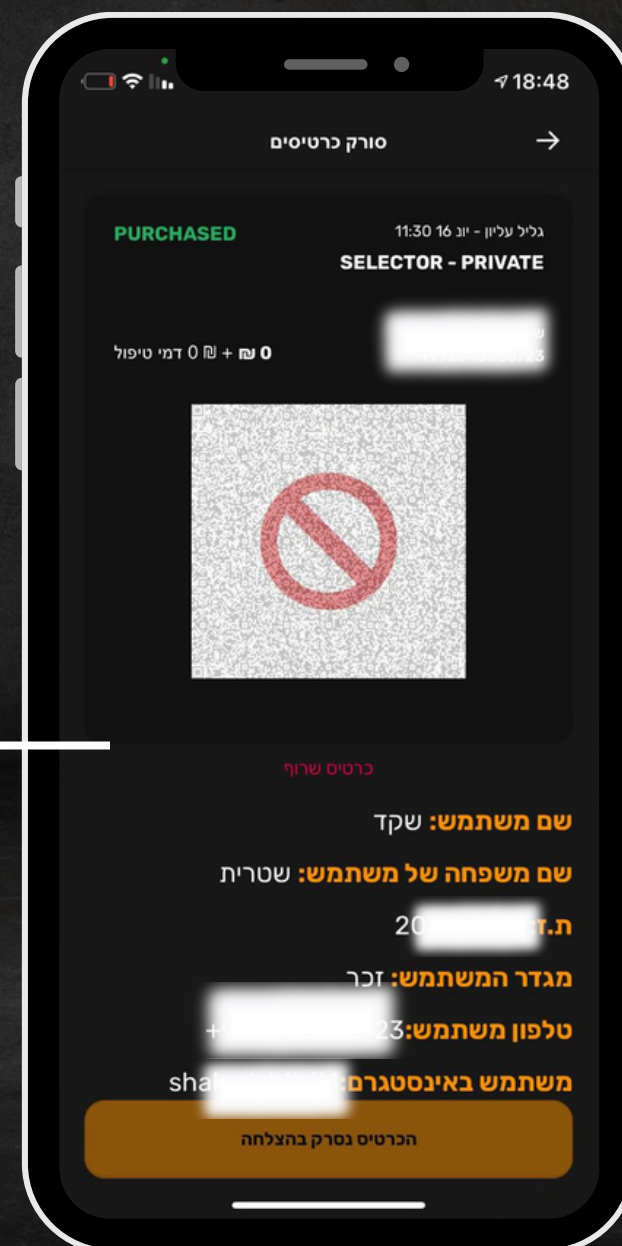 18:48
סורק כרטיסים
גליל עליון - יונ 16 11:30
PURCHASED
SELECTOR - PRIVATE
0 ₪ + 0 ₪ דמי טיפול
כרטיס שרוף
שם משתמש: שקד
שם משפחה של משתמש: שטרית
ת.ז: 20
מגדר המשתמש: זכר
טלפון משתמש: 23 +
משתמש באינסטגרם: sha
הכרטיס נסרק בהצלחה